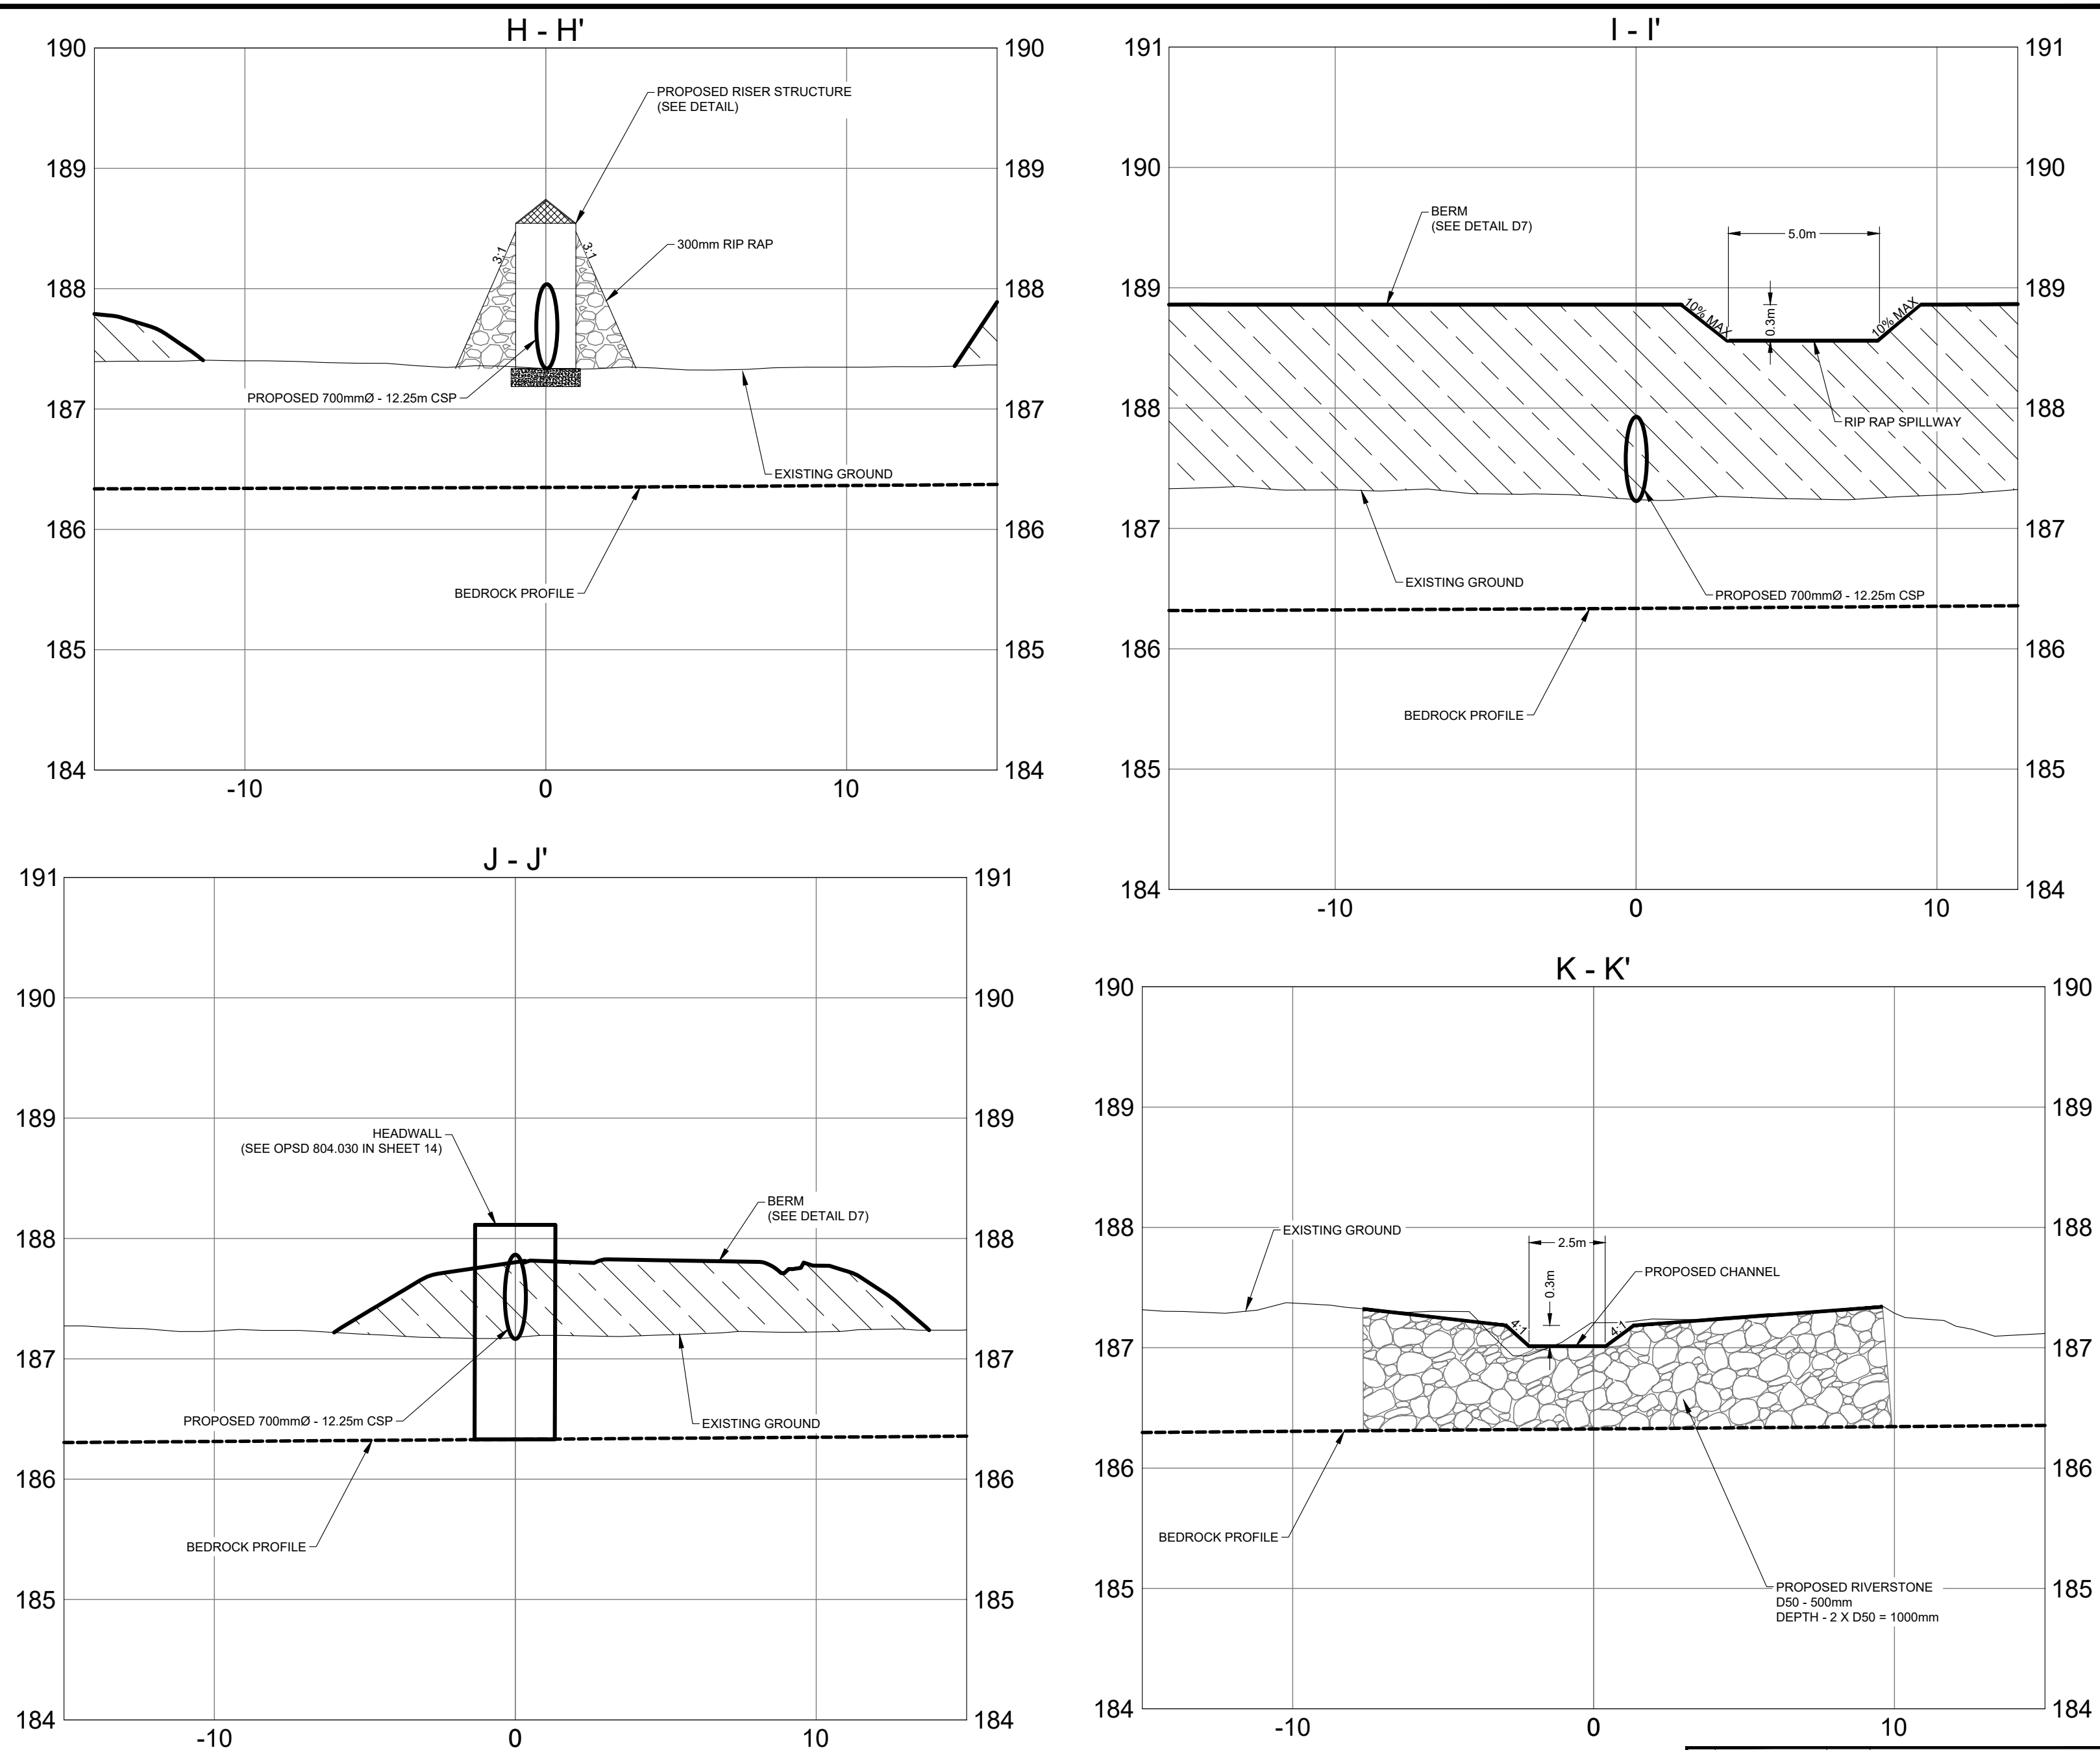 H - H'
190
190
189
189
188
188
187
187
186
186
185
185
184
184
-10
0
10
PROPOSED RISER STRUCTURE
(SEE DETAIL)
3:1
3:1
300mm RIP RAP
PROPOSED 700mmØ - 12.25m CSP
EXISTING GROUND
BEDROCK PROFILE
I - I'
191
191
190
190
189
189
188
188
187
187
186
186
185
185
184
184
-10
0
10
BERM
(SEE DETAIL D7)
5.0m
10% MAX
0.3m
10% MAX
RIP RAP SPILLWAY
EXISTING GROUND
PROPOSED 700mmØ - 12.25m CSP
BEDROCK PROFILE
J - J'
191
191
190
190
189
189
188
188
187
187
186
186
185
185
184
184
-10
0
10
HEADWALL
(SEE OPSD 804.030 IN SHEET 14)
BERM
(SEE DETAIL D7)
PROPOSED 700mmØ - 12.25m CSP
EXISTING GROUND
BEDROCK PROFILE
K - K'
190
190
189
189
188
188
187
187
186
186
185
185
184
184
-10
0
10
EXISTING GROUND
2.5m
0.3m
PROPOSED CHANNEL
4:1
4:1
BEDROCK PROFILE
PROPOSED RIVERSTONE
D50 - 500mm
DEPTH - 2 X D50 = 1000mm